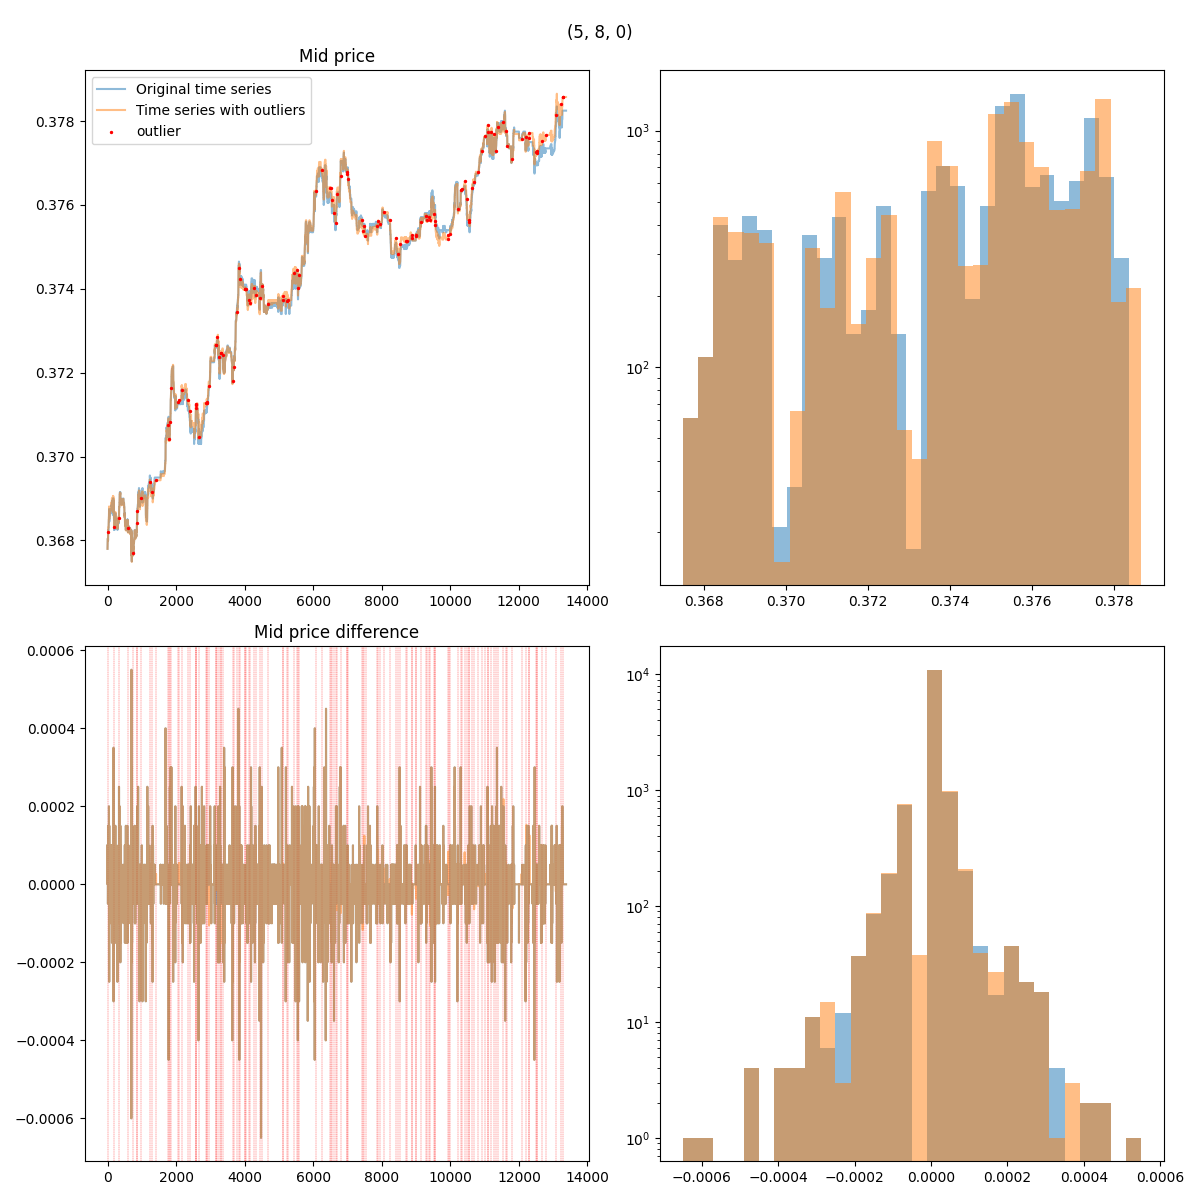 (5, 8, 0)
Mid price
Original time series
Time series with outliers
outlier
0.378
0.376
0.374
0.372
0.370
0.368
0 2000 4000 6000 8000 10000 12000 14000
10³
10²
0.368 0.370 0.372 0.374 0.376 0.378
Mid price difference
0.0006
0.0004
0.0002
0.0000
−0.0002
−0.0004
−0.0006
0 2000 4000 6000 8000 10000 12000 14000
10⁴
10³
10²
10¹
10⁰
−0.0006 −0.0004 −0.0002 0.0000 0.0002 0.0004 0.0006